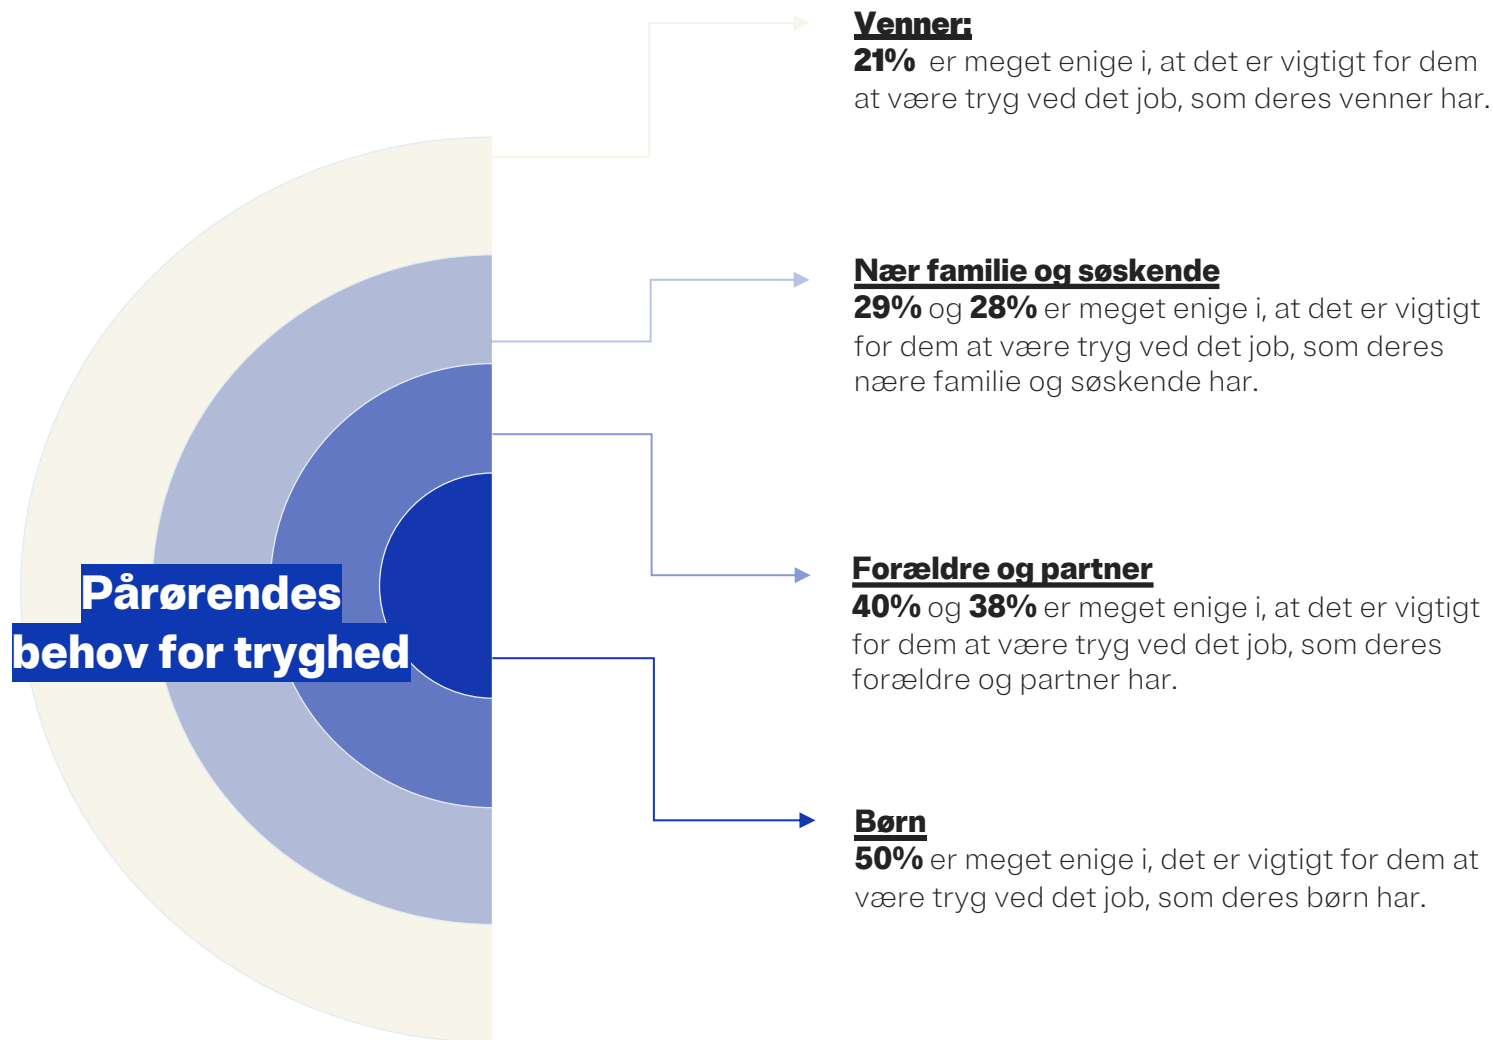 Venner:
21% er meget enige i, at det er vigtigt for dem
at være tryg ved det job, som deres venner har.
Nær familie og søskende
29% og 28% er meget enige i, at det er vigtigt
for dem at være tryg ved det job, som deres
nære familie og søskende har.
Pårørendes
behov for tryghed
Forældre og partner
40% og 38% er meget enige i, at det er vigtigt
for dem at være tryg ved det job, som deres
forældre og partner har.
Børn
50% er meget enige i, det er vigtigt for dem at
være tryg ved det job, som deres børn har.